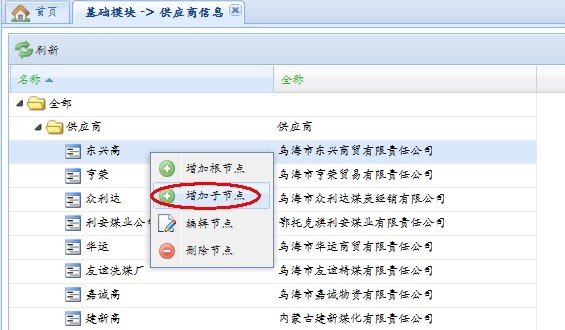 首页 基础模块 -> 供应商信息
刷新
名称 全称
全部
供应商 供应商
东兴商 乌海市东兴商贸有限责任公司
增加根节点
亨荣 乌海市亨荣贸易有限责任公司
增加子节点
众利达 乌海市众利达煤炭经销有限公司
利安煤业公 鄂托克旗利安煤业有限责任公司
编辑节点
华运 乌海市华运商贸有限责任公司
删除节点
友谊洗煤厂 乌海市友谊精煤有限责任公司
嘉诚商 乌海市嘉诚物资有限责任公司
建新商 内蒙古建新煤化有限责任公司